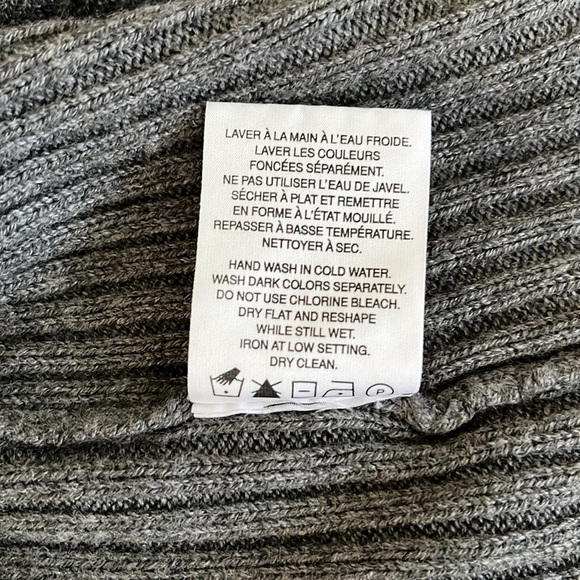 LAVER À LA MAIN À L'EAU FROIDE.
LAVER LES COULEURS
FONCÉES SÉPARÉMENT.
NE PAS UTILISER L'EAU DE JAVEL.
SÉCHER À PLAT ET REMETTRE
EN FORME À L'ÉTAT MOUILLÉ.
REPASSER À BASSE TEMPÉRATURE.
NETTOYER À SEC.
HAND WASH IN COLD WATER.
WASH DARK COLORS SEPARATELY.
DO NOT USE CHLORINE BLEACH.
DRY FLAT AND RESHAPE
WHILE STILL WET.
IRON AT LOW SETTING.
DRY CLEAN.
P